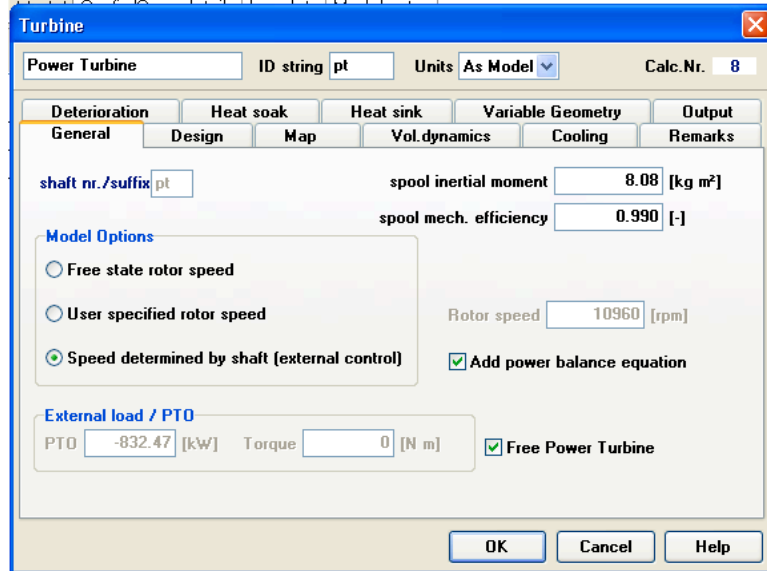 Turbine
Power Turbine ID string pt Units As Model Calc.Nr. 8
Deterioration Heat soak Heat sink Variable Geometry Output
General Design Map Vol.dynamics Cooling Remarks
shaft nr./suffix pt spool inertial moment 8.08 [kg m²]
spool mech. efficiency 0.990 [-]
Model Options
Free state rotor speed
User specified rotor speed Rotor speed 10960 [rpm]
Speed determined by shaft (external control) Add power balance equation
External load / PTO
PTO -832.47 [kW] Torque 0 [N m] Free Power Turbine
OK Cancel Help